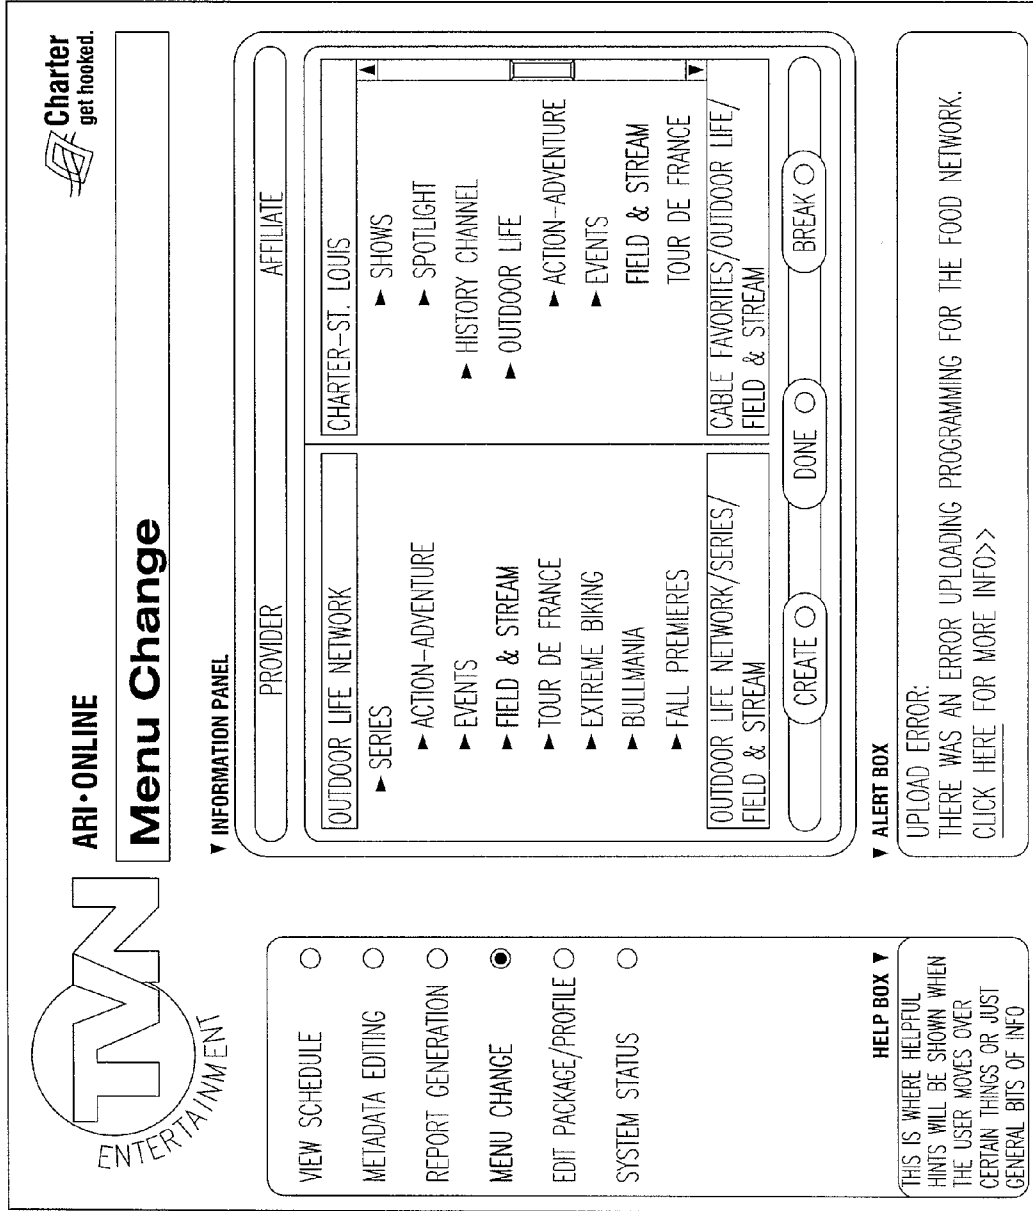 TVN
ENTERTAINMENT
ARI•ONLINE
Charter
get hooked.
Menu Change
VIEW SCHEDULE
METADATA EDITING
REPORT GENERATION
MENU CHANGE
EDIT PACKAGE/PROFILE
SYSTEM STATUS
HELP BOX ▼
THIS IS WHERE HELPFUL
HINTS WILL BE SHOWN WHEN
THE USER MOVES OVER
CERTAIN THINGS OR JUST
GENERAL BITS OF INFO
▼ INFORMATION PANEL
PROVIDER
AFFILIATE
OUTDOOR LIFE NETWORK
► SERIES
► ACTION-ADVENTURE
► EVENTS
► FIELD & STREAM
► TOUR DE FRANCE
► EXTREME BIKING
► BULLMANIA
► FALL PREMIERES
OUTDOOR LIFE NETWORK/SERIES/
FIELD & STREAM
CHARTER-ST. LOUIS
► SHOWS
► SPOTLIGHT
► HISTORY CHANNEL
► OUTDOOR LIFE
► ACTION-ADVENTURE
► EVENTS
FIELD & STREAM
TOUR DE FRANCE
CABLE FAVORITES/OUTDOOR LIFE/
FIELD & STREAM
CREATE
DONE
BREAK
▼ ALERT BOX
UPLOAD ERROR:
THERE WAS AN ERROR UPLOADING PROGRAMMING FOR THE FOOD NETWORK.
CLICK HERE FOR MORE INFO>>